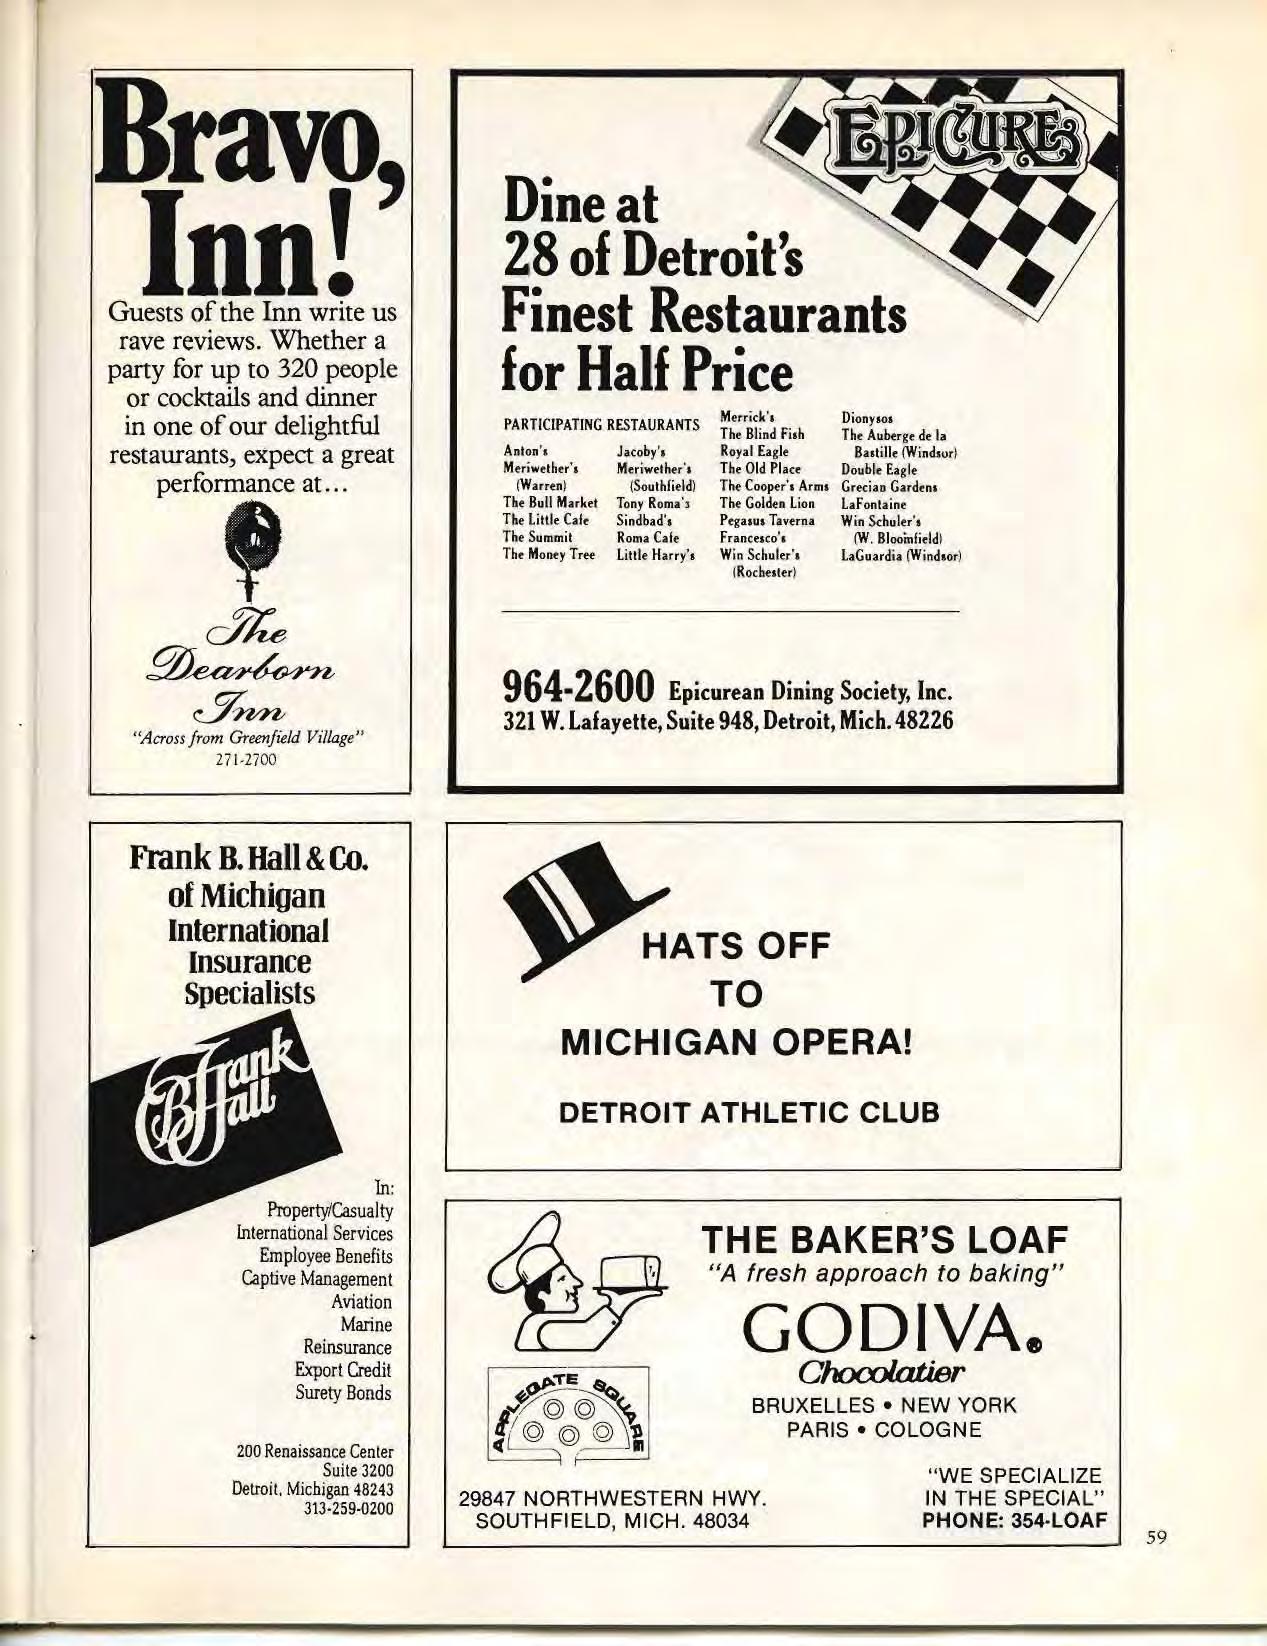 Bravo,
Inn!
Guests of the Inn write us
rave reviews. Whether a
party for up to 320 people
or cocktails and dinner
in one of our delightful
restaurants, expect a great
performance at...
The
Dearborn
Inn
"Across from Greenfield Village"
271-2700
EPICURE
Dine at
28 of Detroit's
Finest Restaurants
for Half Price
PARTICIPATING RESTAURANTS
Anton's
Meriwether's
(Warren)
The Bull Market
The Little Cafe
The Summit
The Money Tree
Jacoby's
Meriwether's
(Southfield)
Tony Roma's
Sindbad's
Roma Cafe
Little Harry's
Merrick's
The Blind Fish
Royal Eagle
The Old Place
The Cooper's Arms
The Golden Lion
Pegasus Taverna
Francesco's
Win Schuler's
(Rochester)
Dionysos
The Auberge de la
Bastille (Windsor)
Double Eagle
Grecian Gardens
LaFontaine
Win Schuler's
(W. Bloomfield)
LaGuardia (Windsor)
964-2600 Epicurean Dining Society, Inc.
321 W. Lafayette, Suite 948, Detroit, Mich. 48226
Frank B. Hall & Co.
of Michigan
International
Insurance
Specialists
Frank
B Hall
In:
Property/Casualty
International Services
Employee Benefits
Captive Management
Aviation
Marine
Reinsurance
Export Credit
Surety Bonds
200 Renaissance Center
Suite 3200
Detroit, Michigan 48243
313-259-0200
HATS OFF
TO
MICHIGAN OPERA!
DETROIT ATHLETIC CLUB
THE BAKER'S LOAF
"A fresh approach to baking"
GODIVA®
Chocolatier
BRUXELLES • NEW YORK
PARIS • COLOGNE
APPLEGATE SQUARE
29847 NORTHWESTERN HWY.
SOUTHFIELD, MICH. 48034
"WE SPECIALIZE
IN THE SPECIAL"
PHONE: 354-LOAF
59